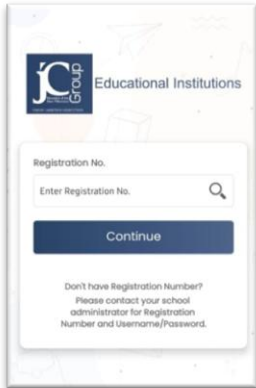 jC
Group
Educational Institutions
Registration No.
Enter Registration No.
Continue
Don't have Registration Number?
Please contact your school
administrator for Registration
Number and Username/Password.